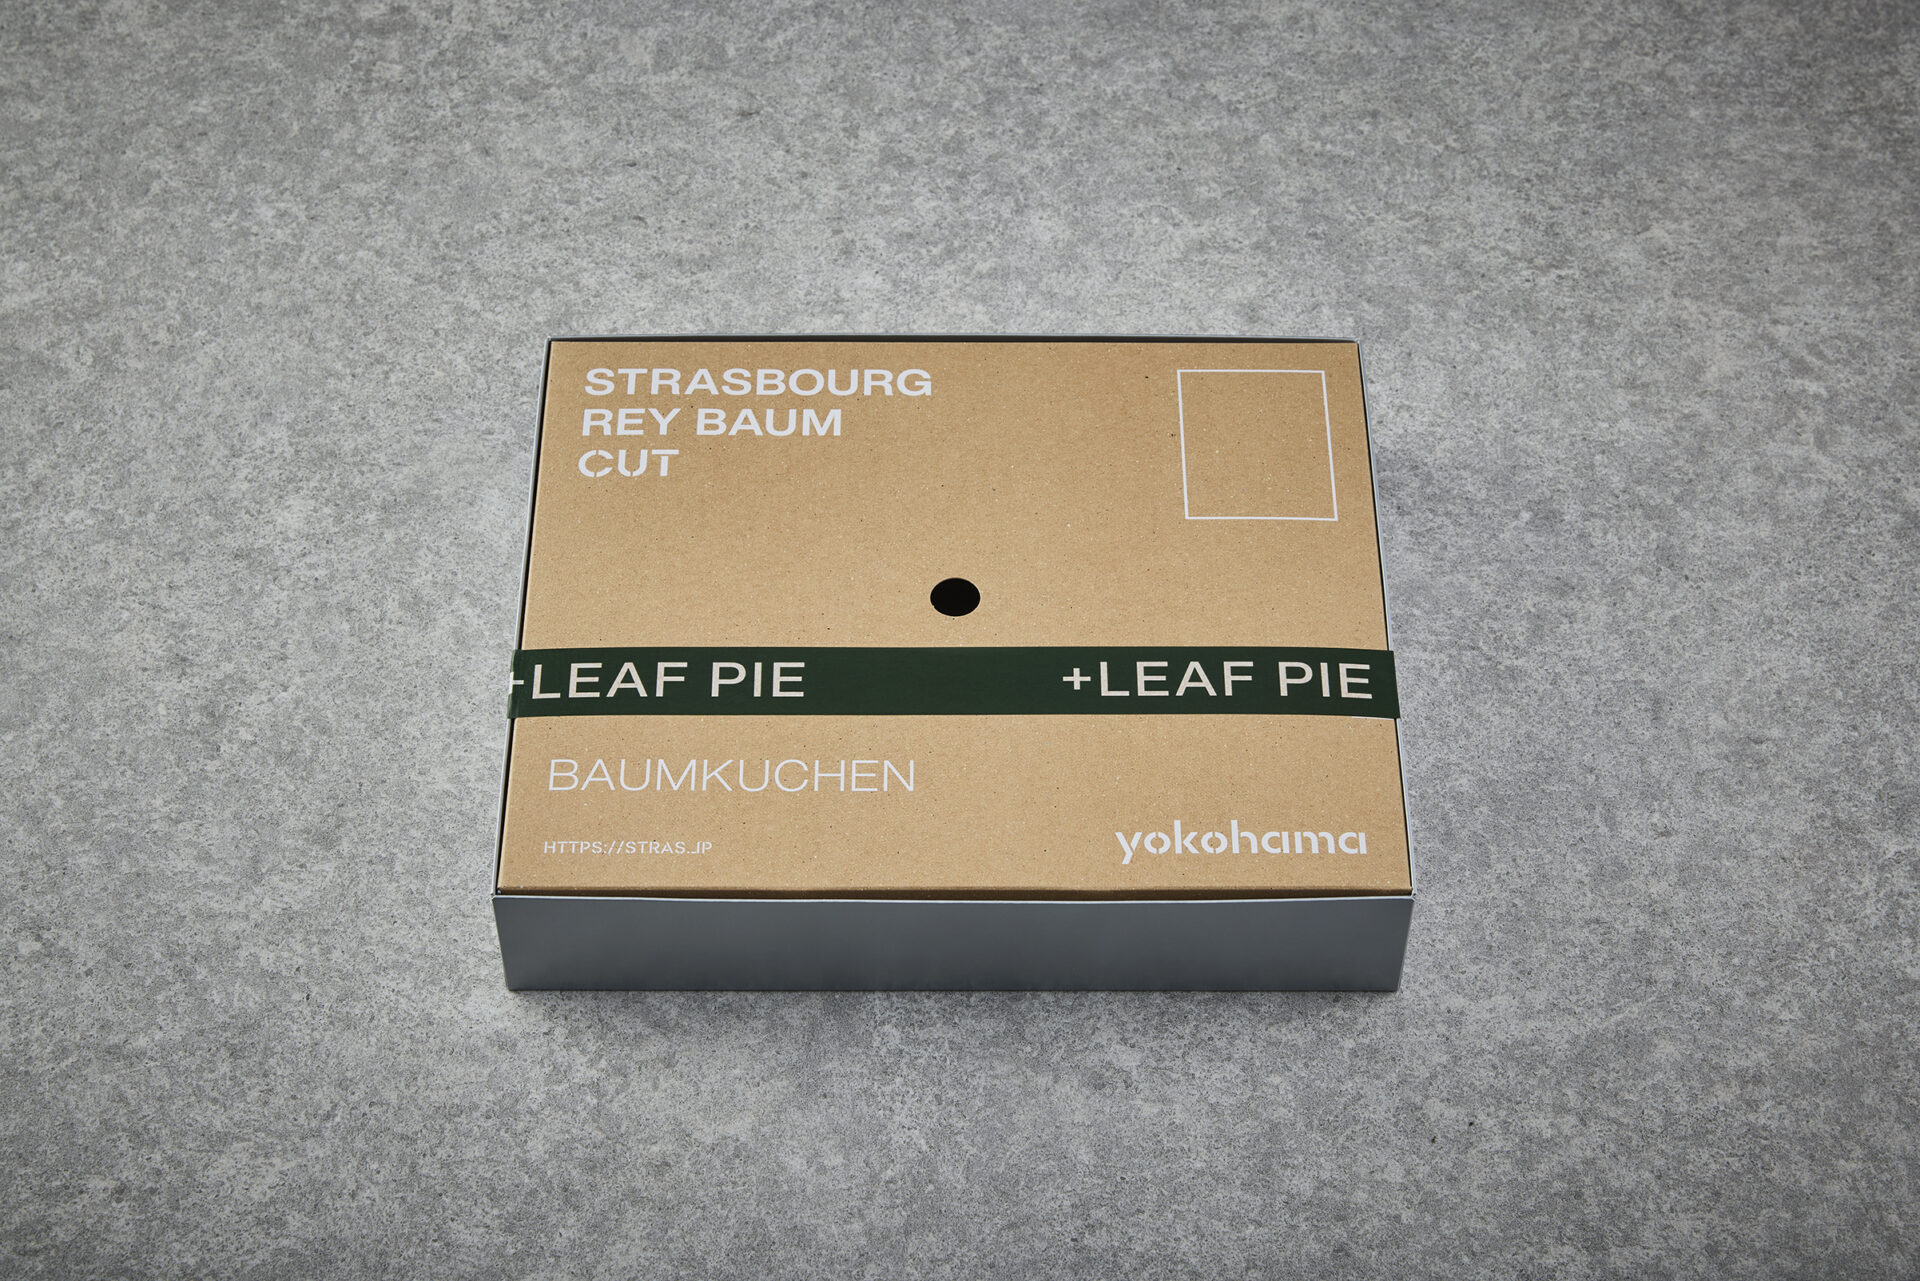 STRASBOURG
REY BAUM
CUT
+LEAF PIE +LEAF PIE
BAUMKUCHEN
HTTPS://STRAS.JP
yokohama